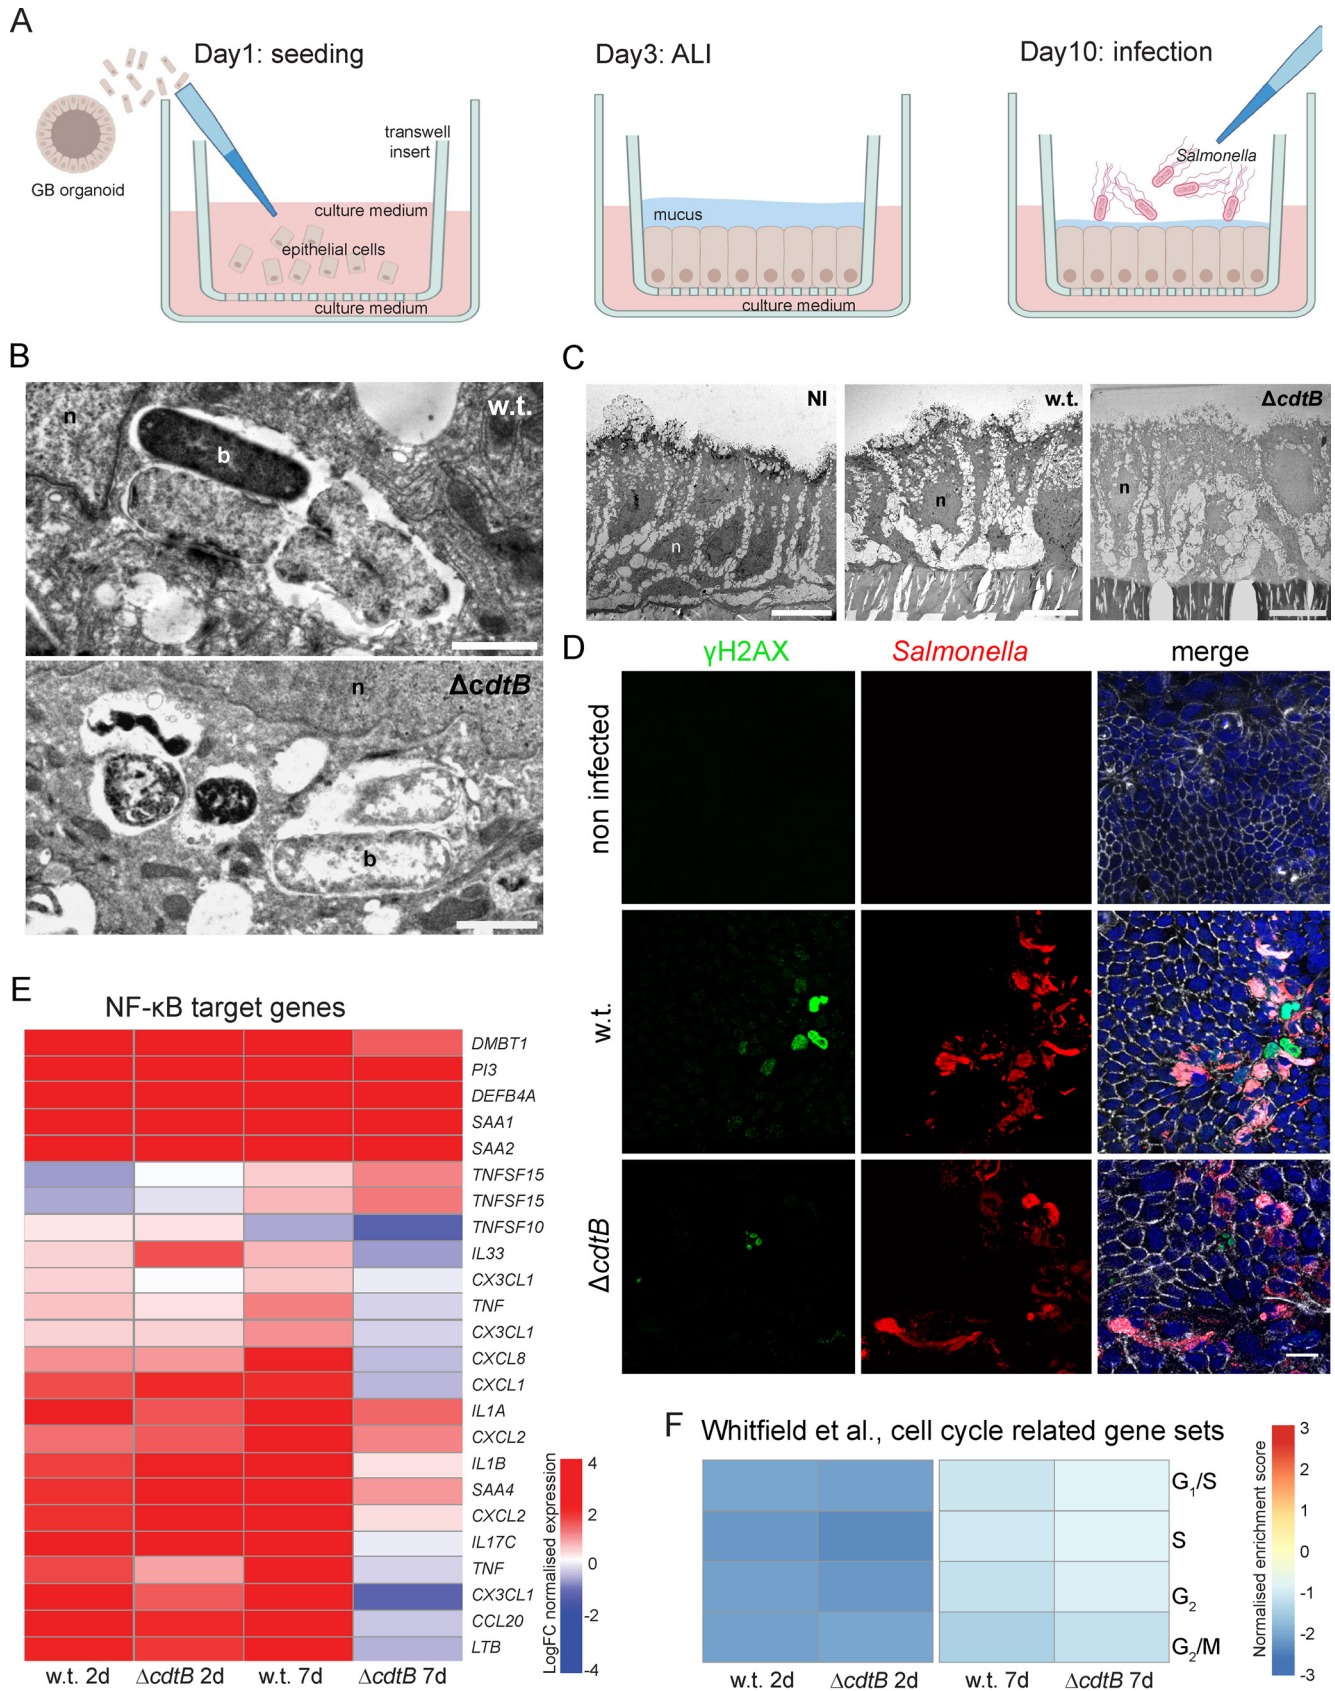 A
Day1: seeding
Day3: ALI
Day10: infection
GB organoid
transwell
insert
culture medium
epithelial cells
culture medium
mucus
culture medium
Salmonella
B
n
w.t.
b
n
ΔcdtB
b
C
NI
n
w.t.
n
ΔcdtB
n
D
γH2AX
Salmonella
merge
non infected
w.t.
ΔcdtB
E
NF-κB target genes
DMBT1
PI3
DEFB4A
SAA1
SAA2
TNFSF15
TNFSF15
TNFSF10
IL33
CX3CL1
TNF
CX3CL1
CXCL8
CXCL1
IL1A
CXCL2
IL1B
SAA4
CXCL2
IL17C
TNF
CX3CL1
CCL20
LTB
w.t. 2d
ΔcdtB 2d
w.t. 7d
ΔcdtB 7d
LogFC normalised expression
4
2
0
-2
-4
F
Whitfield et al., cell cycle related gene sets
G1/S
S
G2
G2/M
w.t. 2d
ΔcdtB 2d
w.t. 7d
ΔcdtB 7d
Normalised enrichment score
3
2
1
0
-1
-2
-3